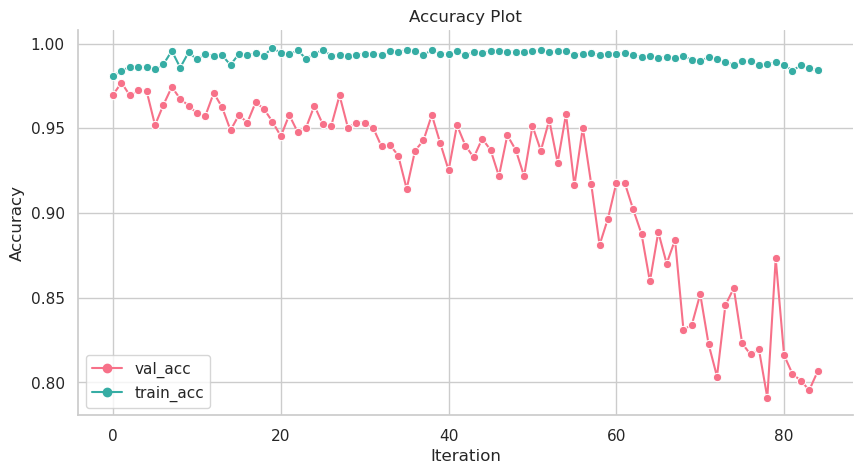 Accuracy Plot
1.00
0.95
0.90
0.85
0.80
Accuracy
val_acc
train_acc
0 20 40 60 80
Iteration